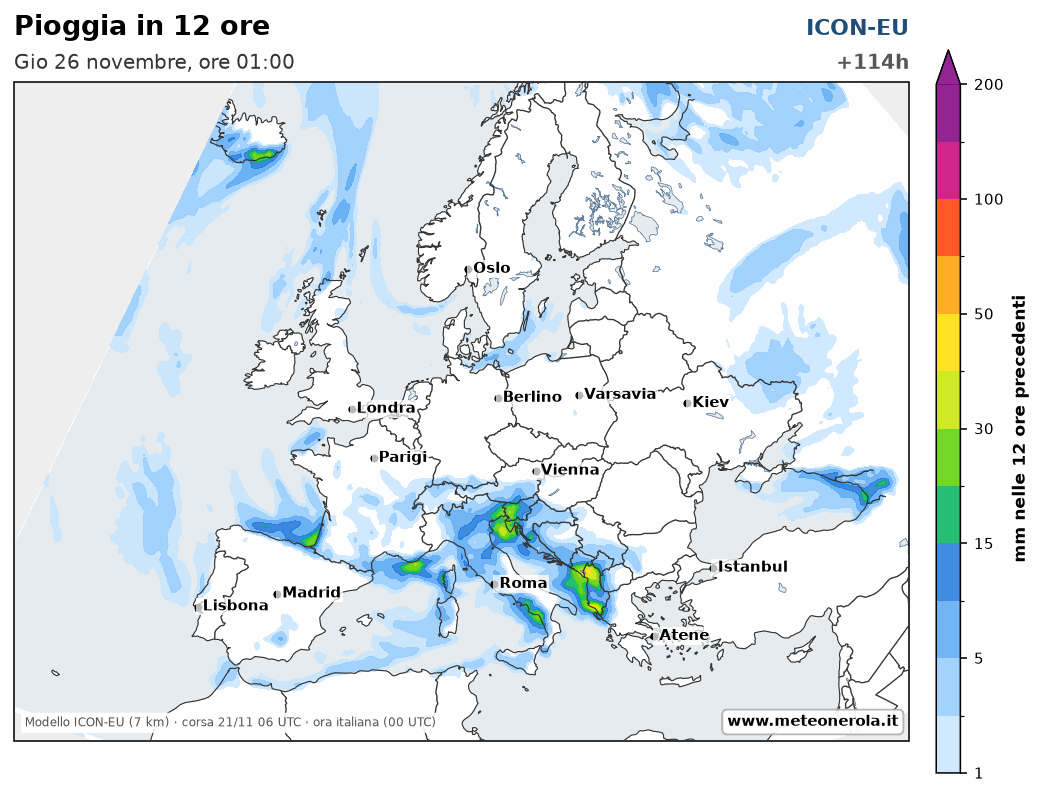 Pioggia in 12 ore
ICON-EU
Gio 26 novembre, ore 01:00
+114h
200
100
50
30
15
5
1
mm nelle 12 ore precedenti
Oslo
Berlino
Varsavia
Kiev
Londra
Parigi
Vienna
Istanbul
Roma
Madrid
Lisbona
Atene
Modello ICON-EU (7 km) · corsa 21/11 06 UTC · ora italiana (00 UTC)
www.meteonerola.it